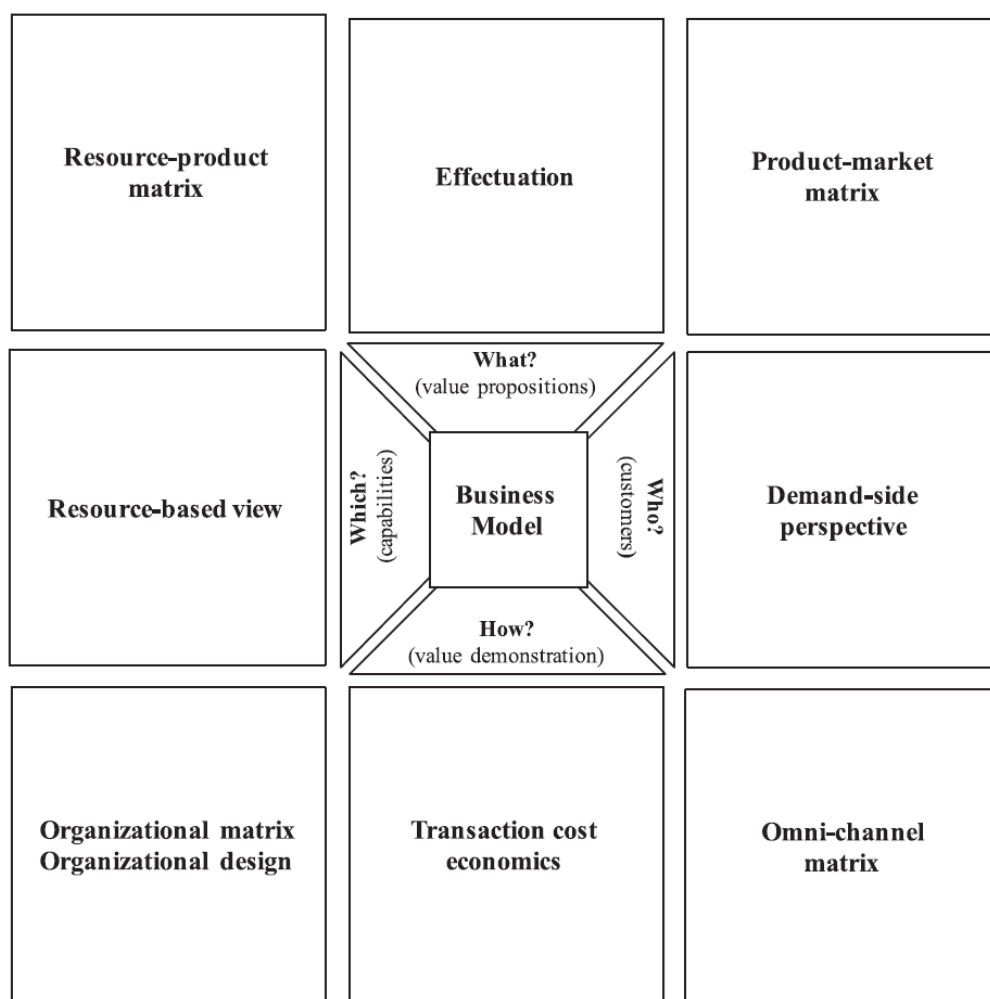 Resource-product
matrix
Effectuation
Product-market
matrix
Resource-based view
Which?
(capabilities)
What?
(value propositions)
Business
Model
How?
(value demonstration)
Who?
(customers)
Demand-side
perspective
Organizational matrix
Organizational design
Transaction cost
economics
Omni-channel
matrix